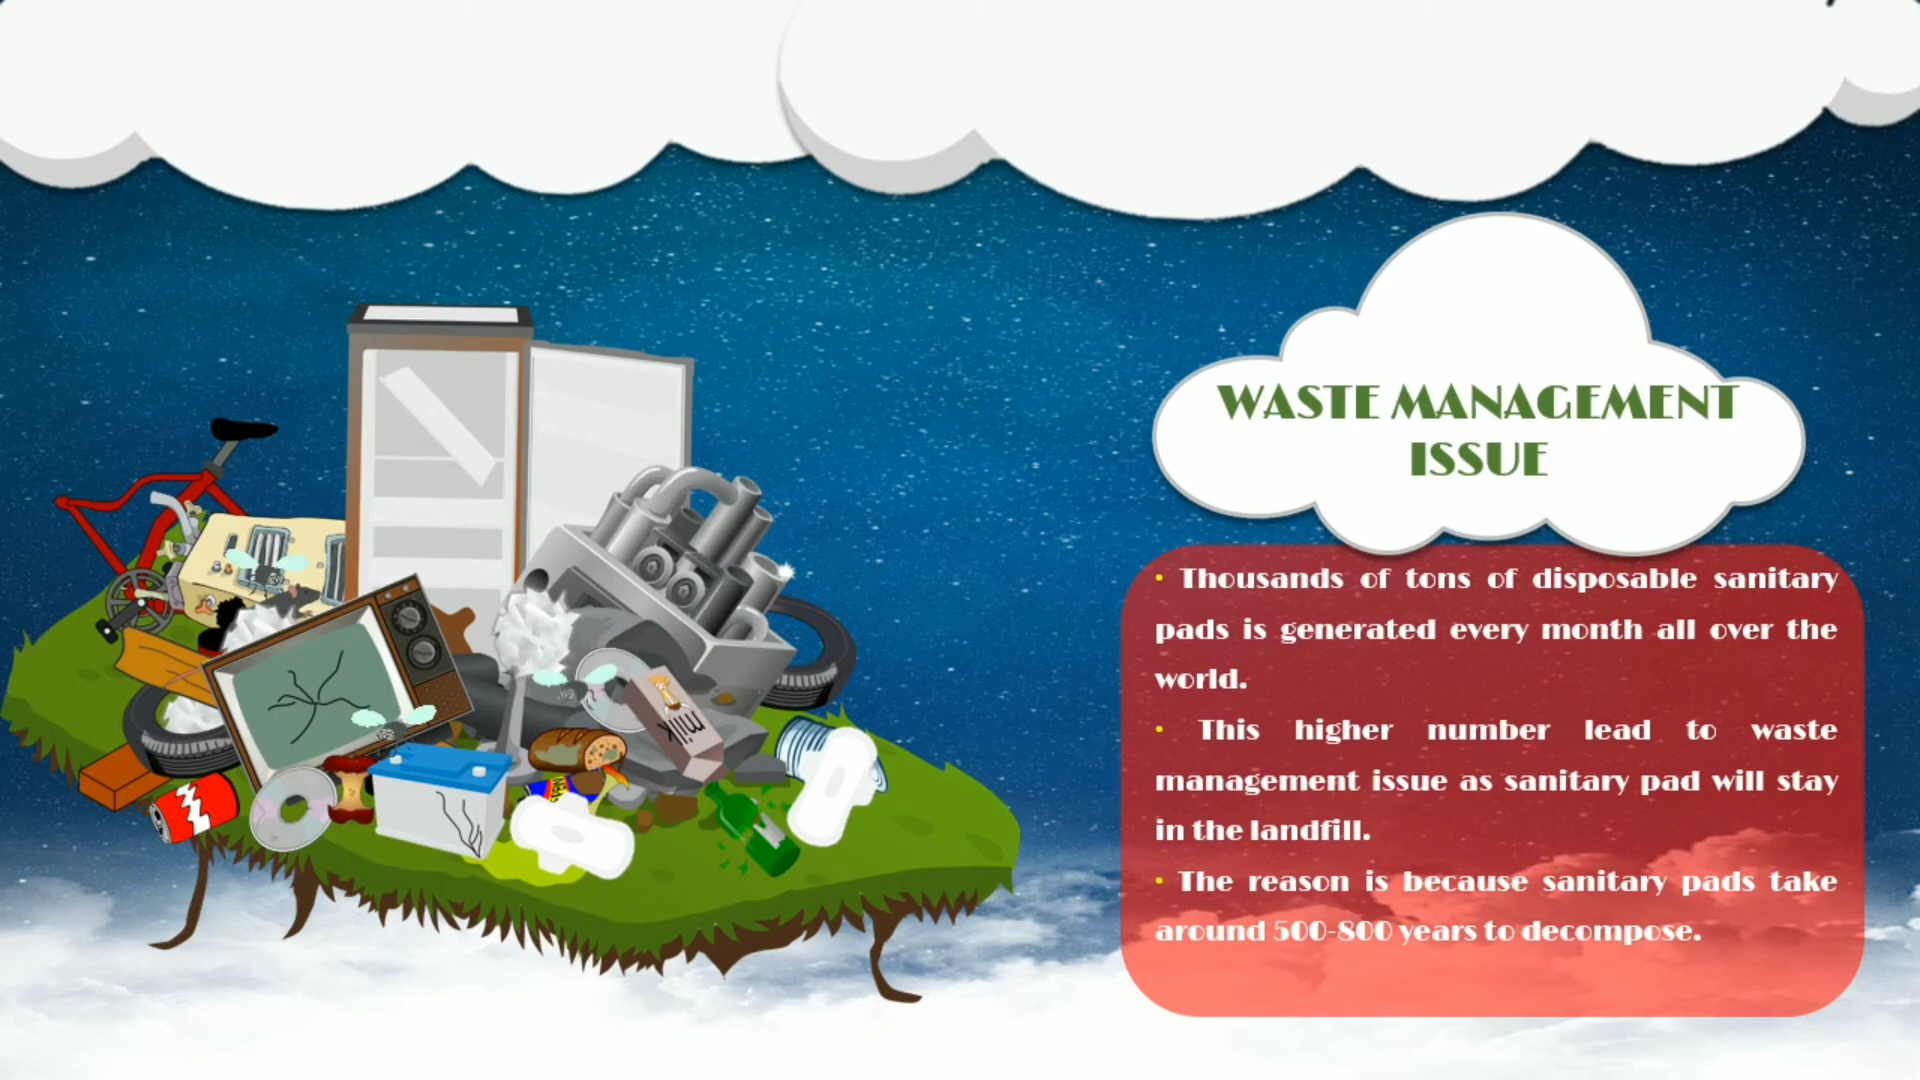 WASTE MANAGEMENT
ISSUE
• Thousands of tons of disposable sanitary
pads is generated every month all over the
world.
• This higher number lead to waste
management issue as sanitary pad will stay
in the landfill.
• The reason is because sanitary pads take
around 500-800 years to decompose.
milk